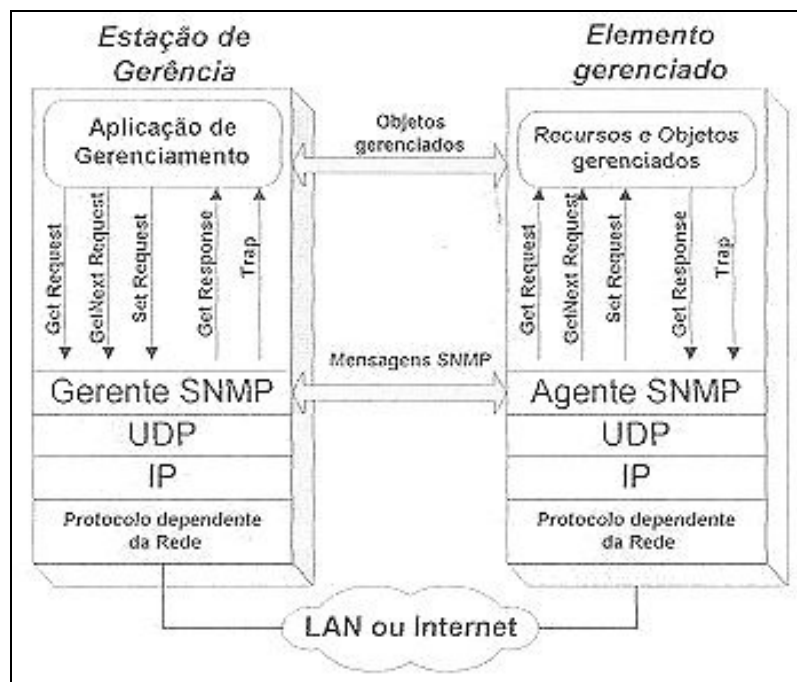 Estação de
Gerência
Elemento
gerenciado
Aplicação de
Gerenciamento
Objetos
gerenciados
Recursos e Objetos
gerenciados
Get Request
GetNext Request
Set Request
Get Response
Trap
Get Request
GetNext Request
Set Request
Get Response
Trap
Mensagens SNMP
Gerente SNMP
UDP
IP
Protocolo dependente
da Rede
Agente SNMP
UDP
IP
Protocolo dependente
da Rede
LAN ou Internet